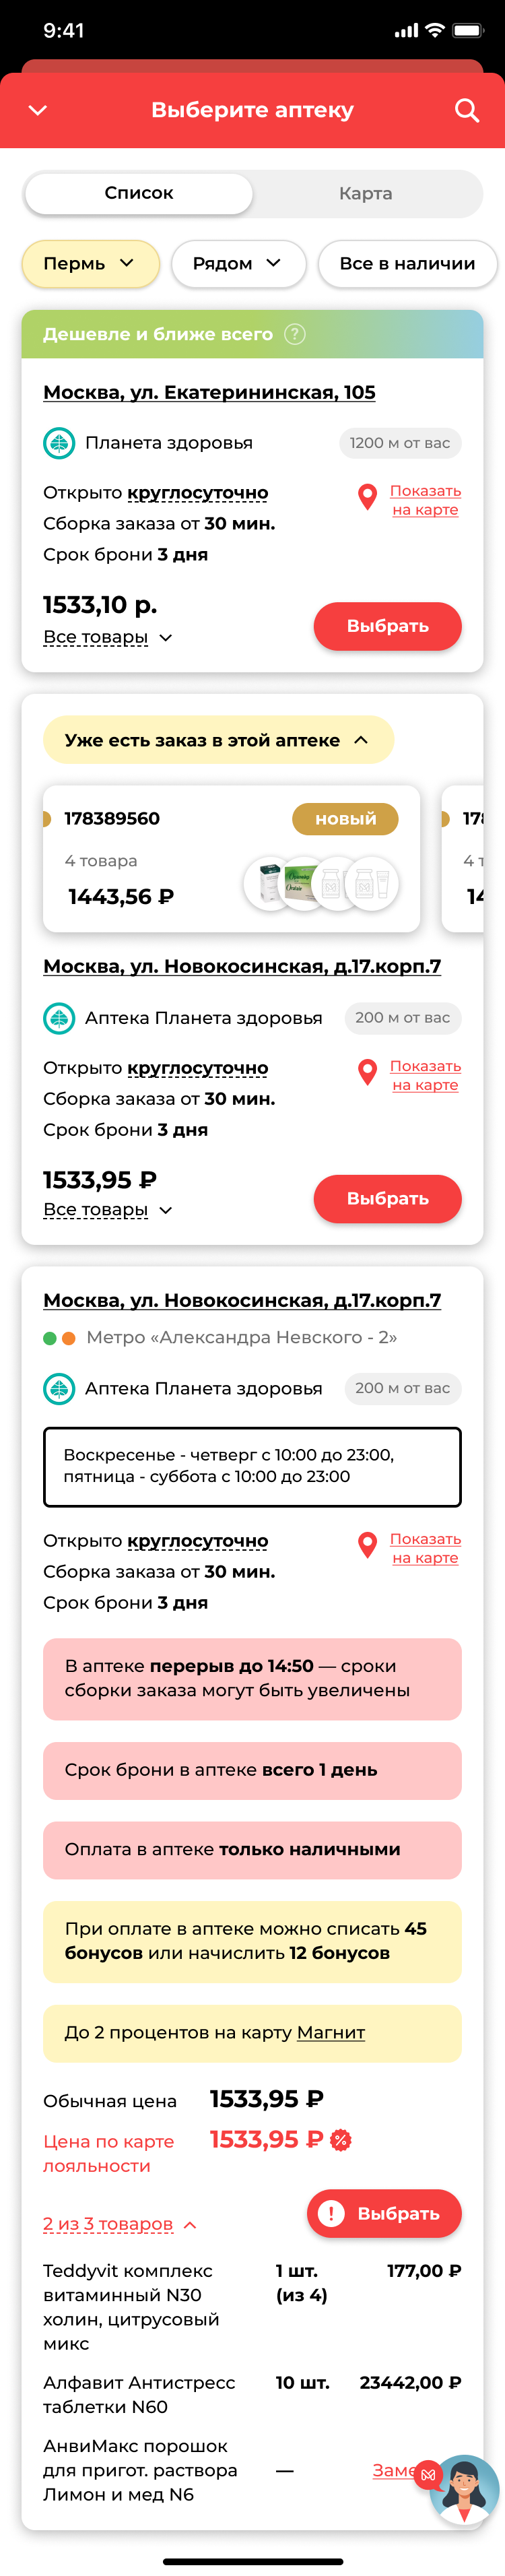 9:41
Выберите аптеку
Список
Карта
Пермь
Рядом
Все в наличии
Дешевле и ближе всего ?
Москва, ул. Екатерининская, 105
Планета здоровья
1200 м от вас
Открыто круглосуточно
Показать
на карте
Сборка заказа от 30 мин.
Срок брони 3 дня
1533,10 р.
Все товары
Выбрать
Уже есть заказ в этой аптеке
178389560
новый
4 товара
1443,56 ₽
Москва, ул. Новокосинская, д.17.корп.7
Аптека Планета здоровья
200 м от вас
Открыто круглосуточно
Показать
на карте
Сборка заказа от 30 мин.
Срок брони 3 дня
1533,95 ₽
Все товары
Выбрать
Москва, ул. Новокосинская, д.17.корп.7
Метро «Александра Невского - 2»
Аптека Планета здоровья
200 м от вас
Воскресенье - четверг с 10:00 до 23:00,
пятница - суббота с 10:00 до 23:00
Открыто круглосуточно
Показать
на карте
Сборка заказа от 30 мин.
Срок брони 3 дня
В аптеке перерыв до 14:50 — сроки
сборки заказа могут быть увеличены
Срок брони в аптеке всего 1 день
Оплата в аптеке только наличными
При оплате в аптеке можно списать 45
бонусов или начислить 12 бонусов
До 2 процентов на карту Магнит
Обычная цена 1533,95 ₽
Цена по карте
лояльности
1533,95 ₽ %
2 из 3 товаров
! Выбрать
Teddyvit комплекс
витаминный N30
холин, цитрусовый
микс
1 шт.
(из 4)
177,00 ₽
Алфавит Антистресс
таблетки N60
10 шт.
23442,00 ₽
АнвиМакс порошок
для пригот. раствора
Лимон и мед N6
—
Заме